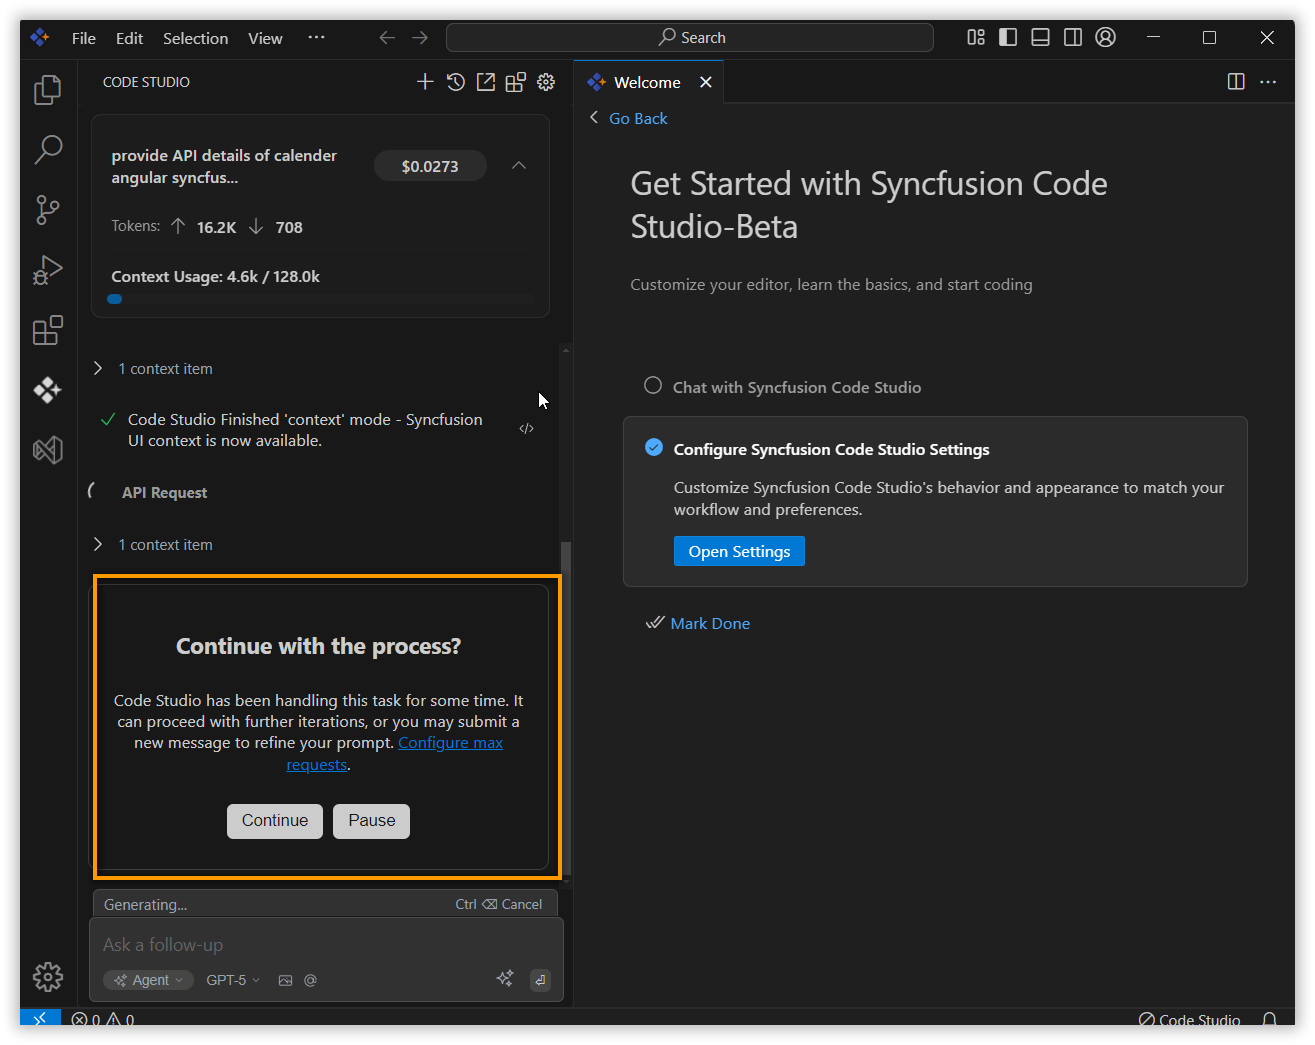 File Edit Selection View ...
Search
CODE STUDIO
Welcome
Go Back
provide API details of calender
angular syncfus...
$0.0273
Tokens: ↑ 16.2K ↓ 708
Context Usage: 4.6k / 128.0k
1 context item
Code Studio Finished 'context' mode - Syncfusion
UI context is now available.
API Request
1 context item
Continue with the process?
Code Studio has been handling this task for some time. It
can proceed with further iterations, or you may submit a
new message to refine your prompt. Configure max
requests.
Continue Pause
Generating... Ctrl ⌫ Cancel
Ask a follow-up
Agent GPT-5 @
Get Started with Syncfusion Code
Studio-Beta
Customize your editor, learn the basics, and start coding
Chat with Syncfusion Code Studio
Configure Syncfusion Code Studio Settings
Customize Syncfusion Code Studio's behavior and appearance to match your
workflow and preferences.
Open Settings
Mark Done
0 0
Code Studio